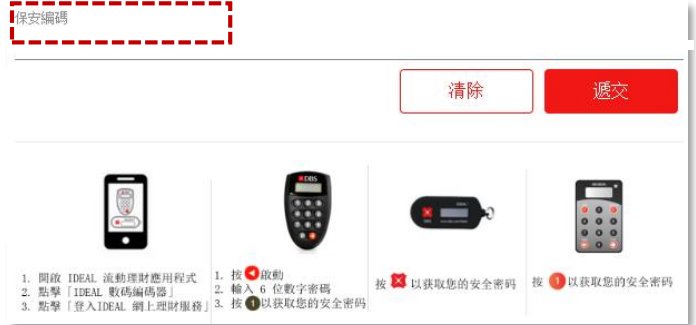 保安編碼
清除
遞交
DBS
1. 開啟 IDEAL 流動理財應用程式
2. 點擊「IDEAL 數碼編碼器」
3. 點擊「登入IDEAL 網上理財服務」
1. 按 啟動
2. 輸入 6 位數字密碼
3. 按 1 以获取您的安全密码
按 以获取您的安全密码
按 1 以获取您的安全密码